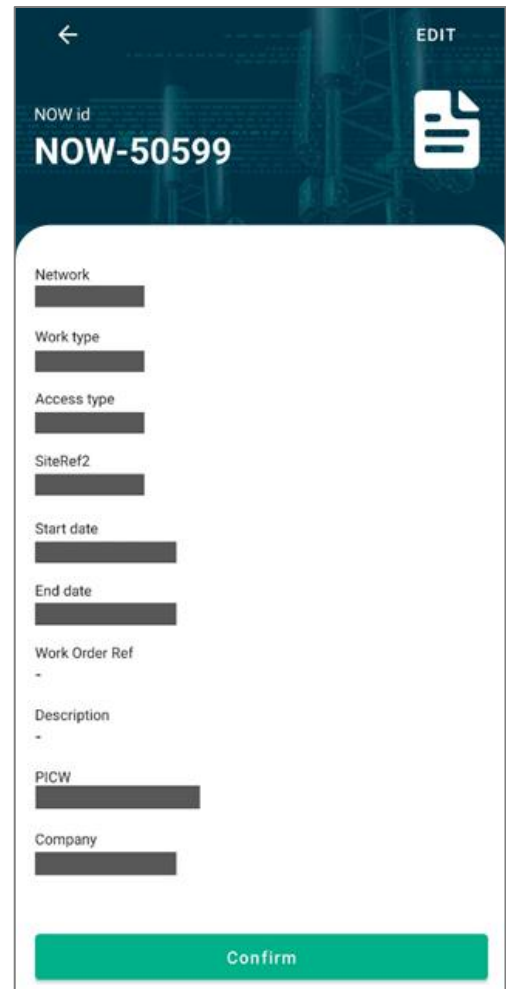 EDIT
NOW id
NOW-50599
Network
Work type
Access type
SiteRef2
Start date
End date
Work Order Ref
-
Description
-
PICW
Company
Confirm